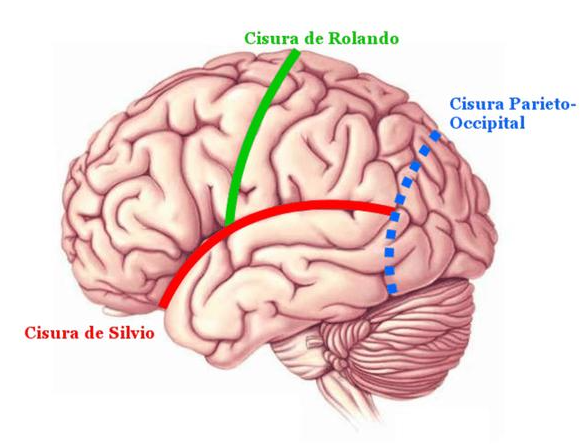 Cisura de Rolando
Cisura Parieto-
Occipital
Cisura de Silvio